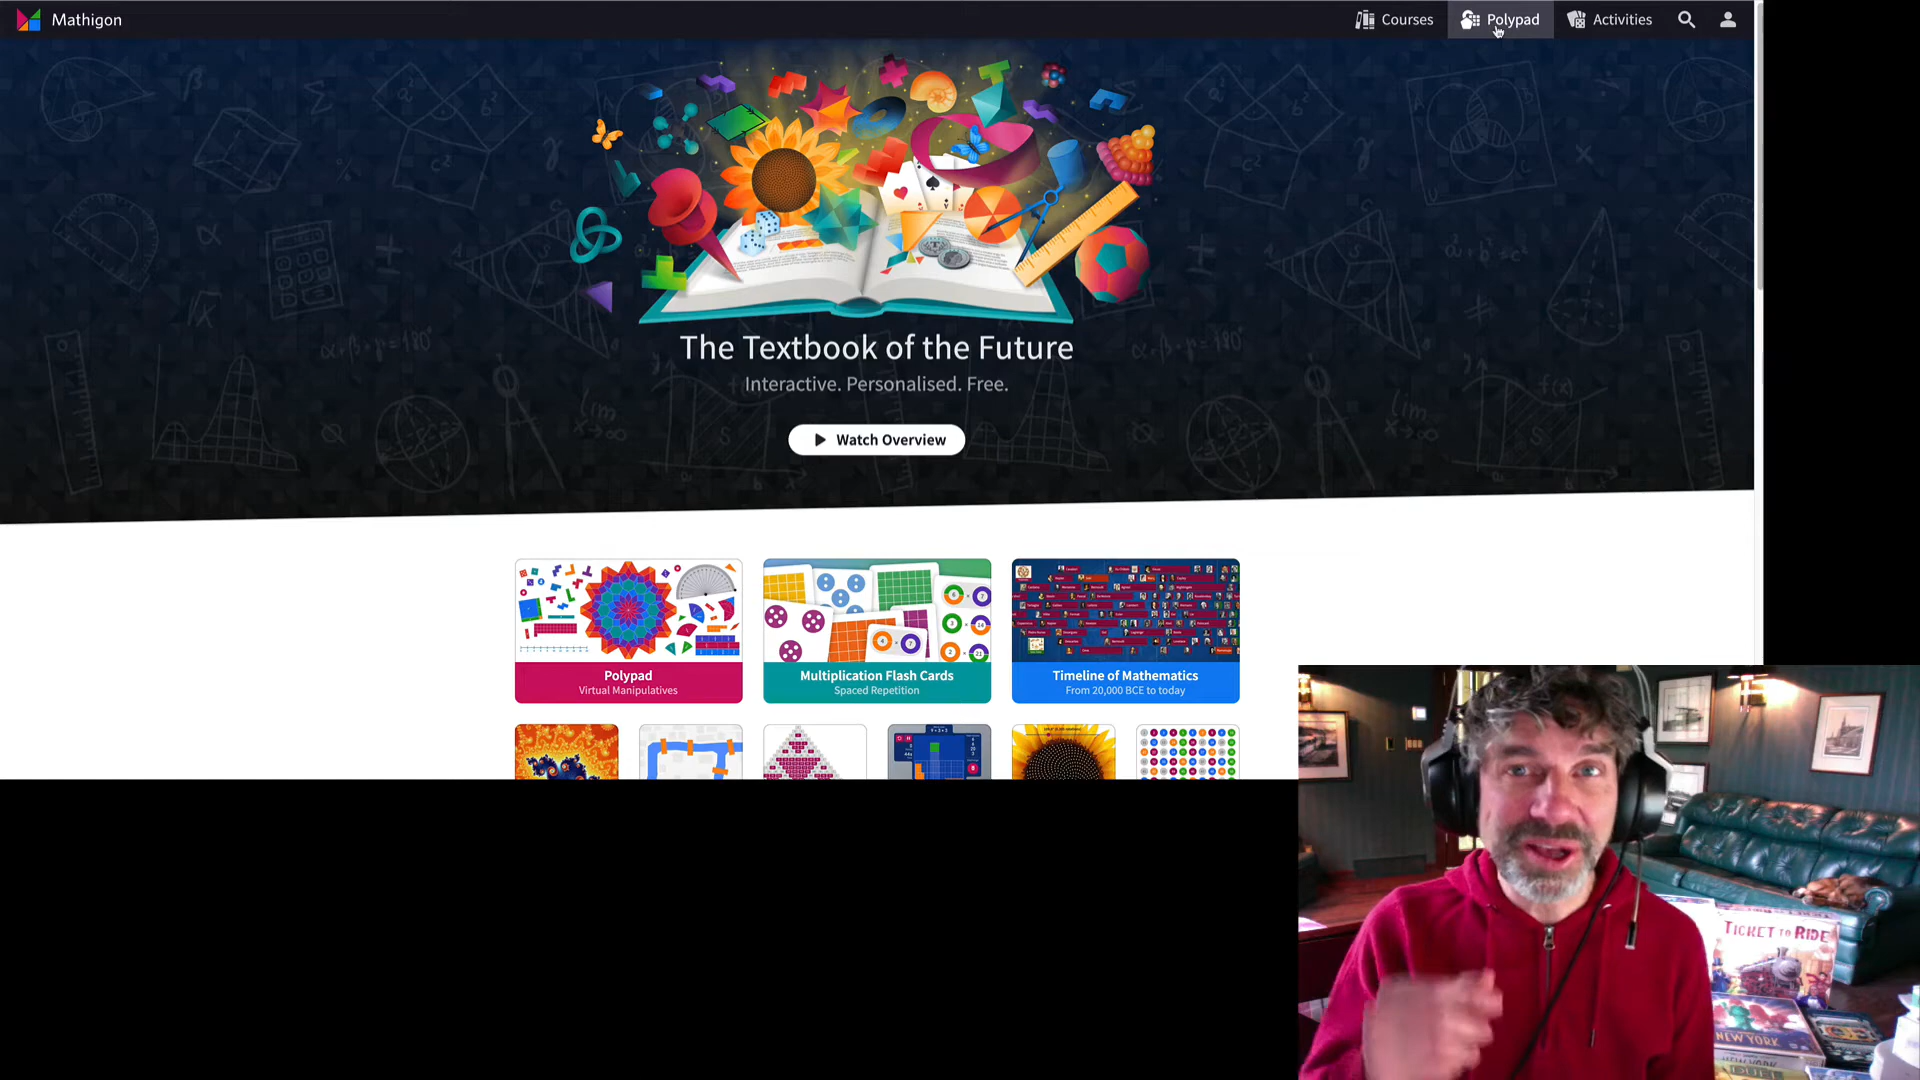 Mathigon
Courses
Polypad
Activities
The Textbook of the Future
Interactive. Personalised. Free.
Watch Overview
Polypad
Virtual Manipulatives
Multiplication Flash Cards
Spaced Repetition
Timeline of Mathematics
From 20,000 BCE to today
TICKET TO RIDE
NEW YORK